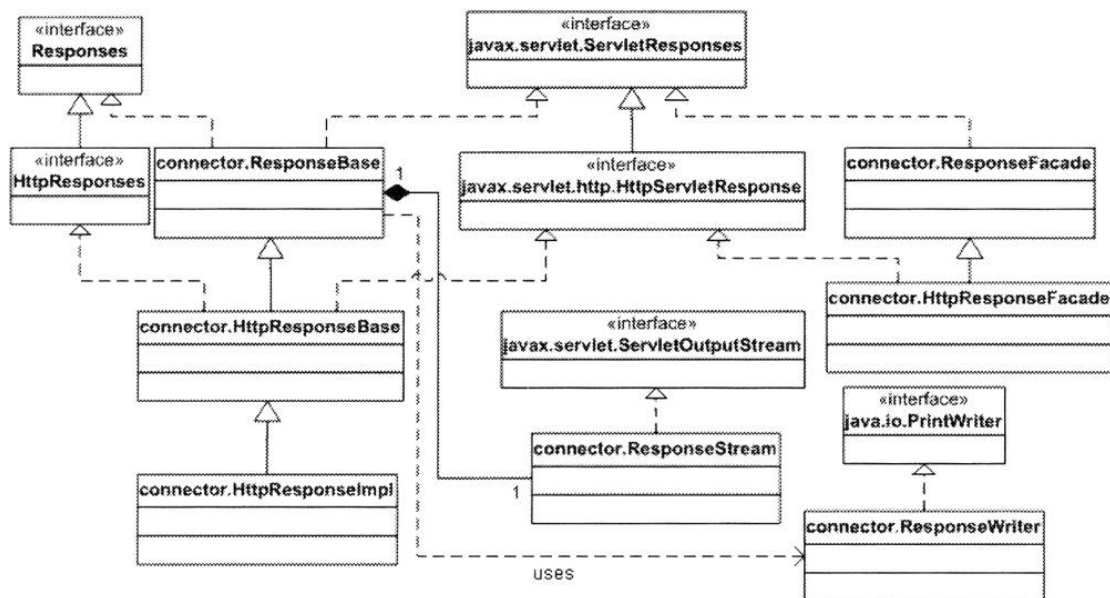 «interface»
Responses
«interface»
javax.servlet.ServletResponses
«interface»
HttpResponses
connector.ResponseBase
1
«interface»
javax.servlet.http.HttpServletResponse
connector.ResponseFacade
connector.HttpResponseBase
«interface»
javax.servlet.ServletOutputStream
connector.HttpResponseFacade
«interface»
java.io.PrintWriter
connector.ResponseStream
connector.HttpResponseImpl
1
connector.ResponseWriter
uses